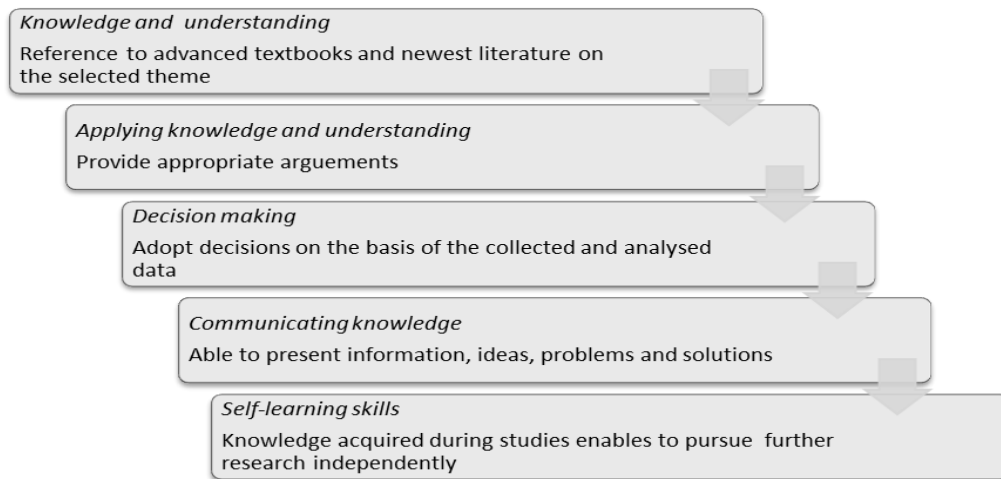 Knowledge and understanding
Reference to advanced textbooks and newest literature on
the selected theme
Applying knowledge and understanding
Provide appropriate arguements
Decision making
Adopt decisions on the basis of the collected and analysed
data
Communicating knowledge
Able to present information, ideas, problems and solutions
Self-learning skills
Knowledge acquired during studies enables to pursue further
research independently